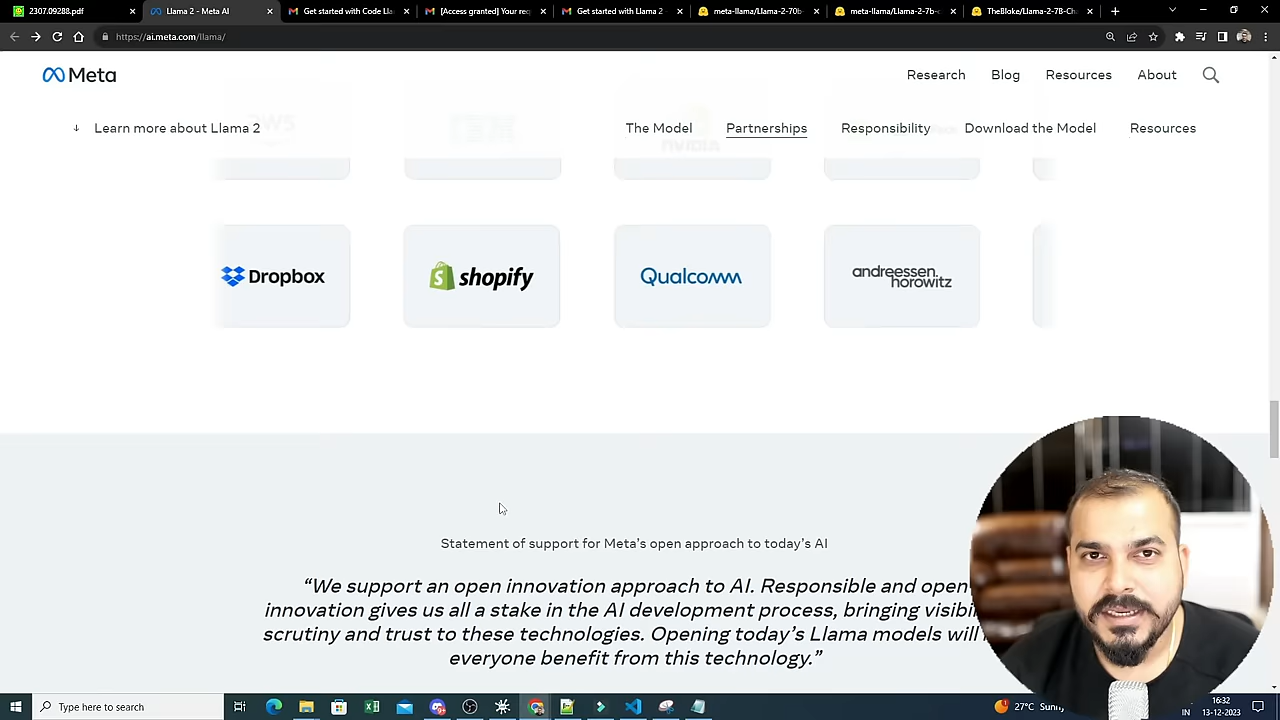 2307.09288.pdf
Llama 2 - Meta AI
Get started with Code Lla
[Access granted] Your req
Get started with Llama 2
meta-llama/Llama-2-70b-
meta-llama/Llama-2-7b-c
TheBloke/Llama-2-7B-Cha
https://ai.meta.com/llama/
Meta
Research Blog Resources About
Learn more about Llama 2
The Model Partnerships Responsibility Download the Model Resources
aws
IBM
NVIDIA
Dropbox
shopify
Qualcomm
andreessen.
horowitz
Statement of support for Meta’s open approach to today’s AI
“We support an open innovation approach to AI. Responsible and open
innovation gives us all a stake in the AI development process, bringing
scrutiny and trust to these technologies. Opening today’s Llama models will
everyone benefit from this technology.”
Type here to search
27°C Sunny
IN
16:32
13-12-2023